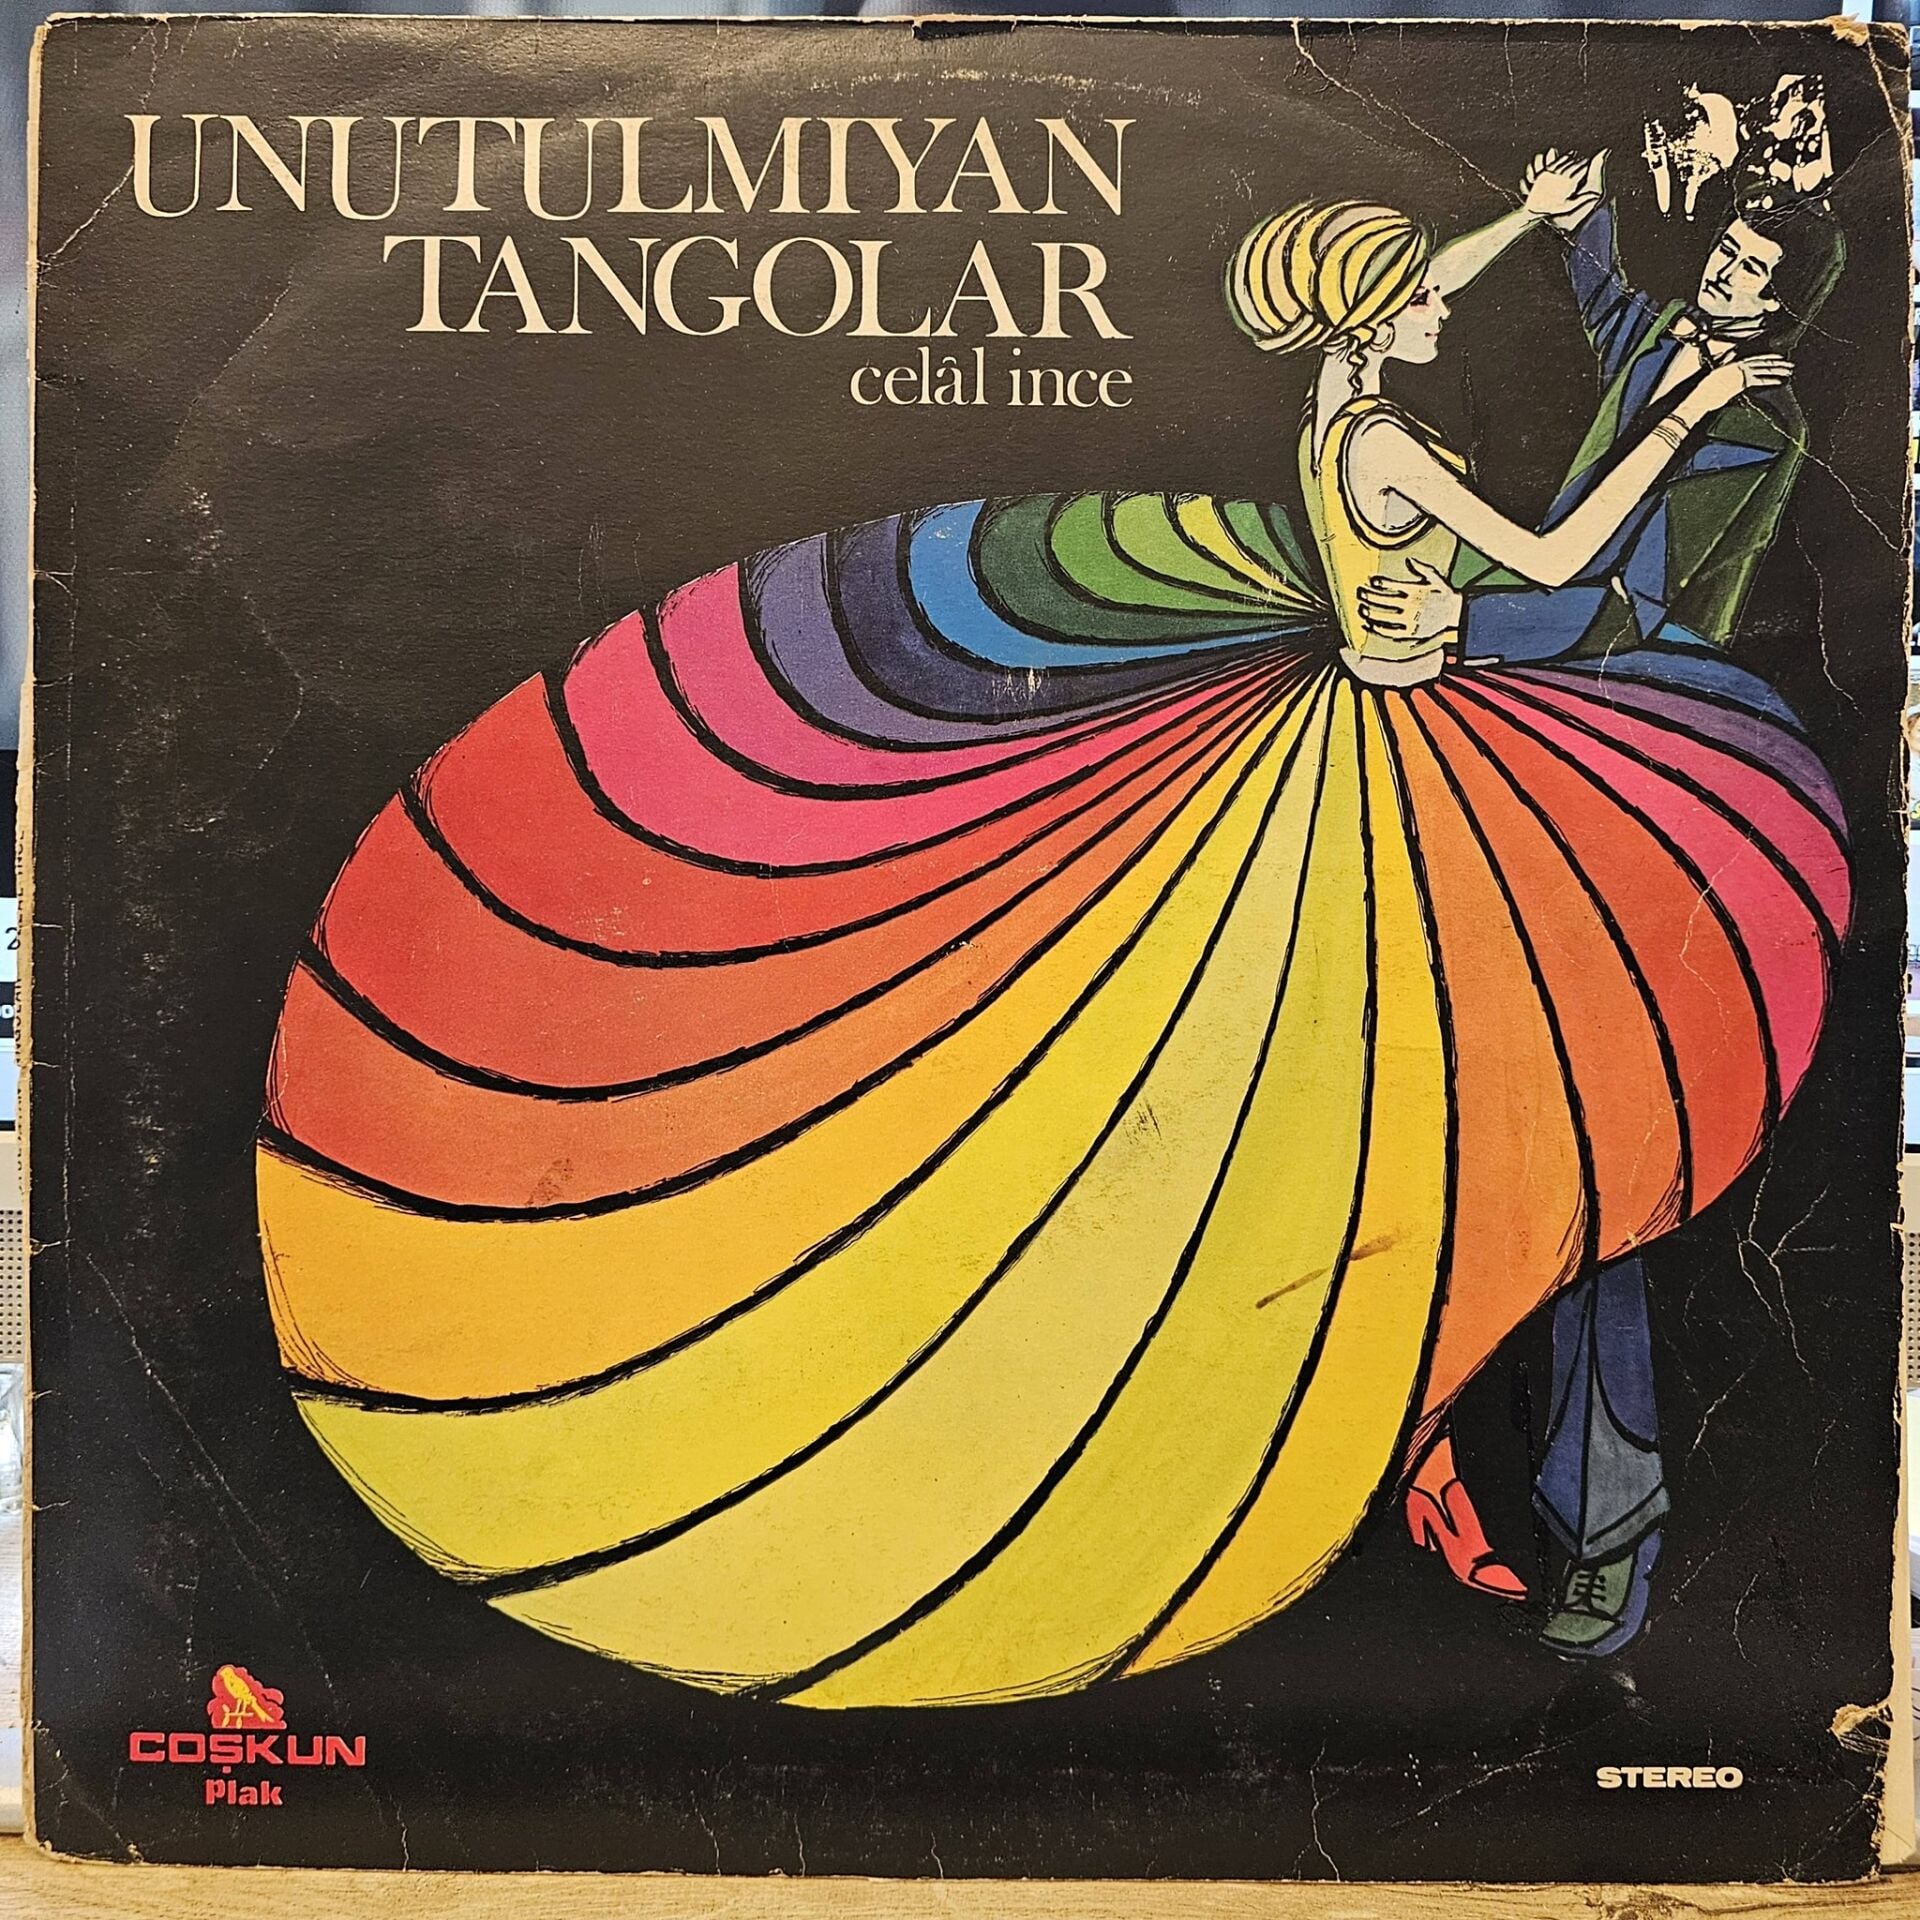 UNUTULMIYAN
TANGOLAR
celâl ince
COŞKUN
Plak
STEREO